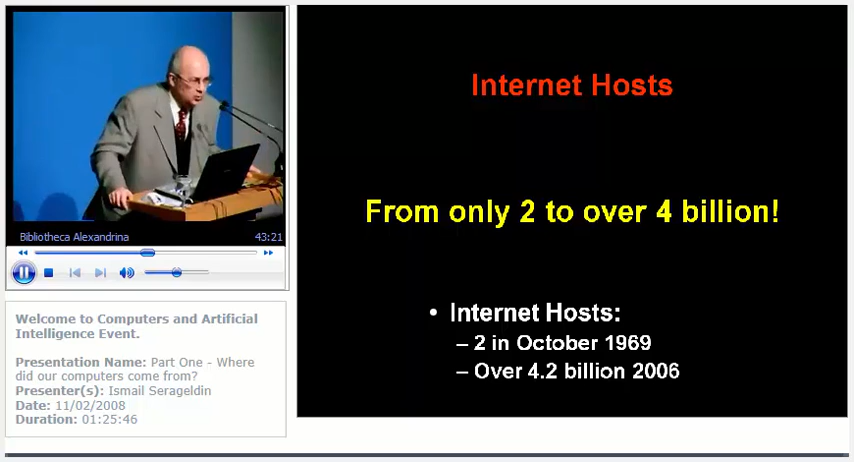 Internet Hosts
From only 2 to over 4 billion!
• Internet Hosts:
– 2 in October 1969
– Over 4.2 billion 2006
Bibliotheca Alexandrina 43:21
Welcome to Computers and Artificial
Intelligence Event.
Presentation Name: Part One - Where
did our computers come from?
Presenter(s): Ismail Serageldin
Date: 11/02/2008
Duration: 01:25:46